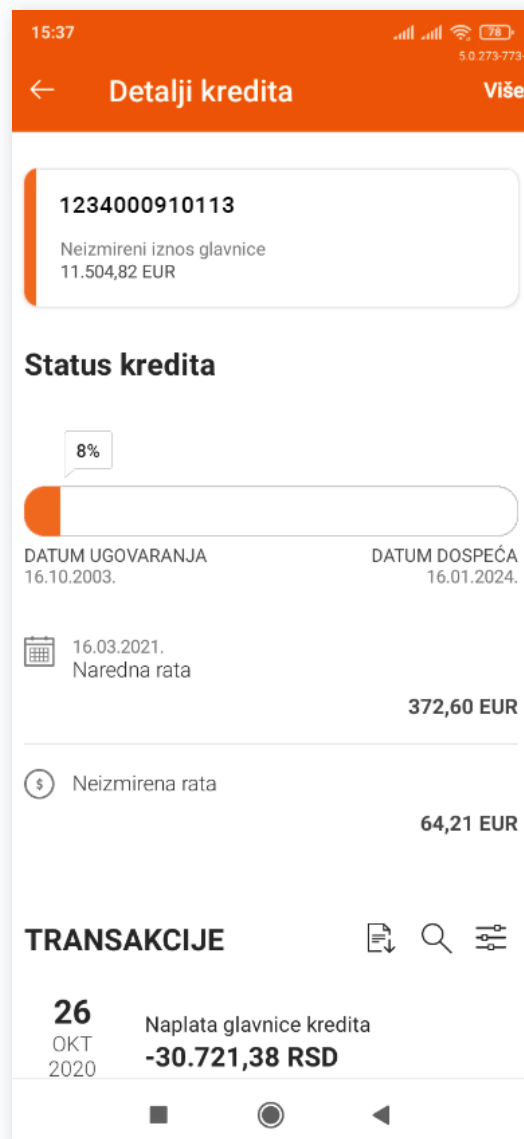 15:37
78
5.0.273-773-
Detalji kredita
Više
1234000910113
Neizmireni iznos glavnice
11.504,82 EUR
Status kredita
8%
DATUM UGOVARANJA
16.10.2003.
DATUM DOSPEĆA
16.01.2024.
16.03.2021.
Naredna rata
372,60 EUR
$
Neizmirena rata
64,21 EUR
TRANSAKCIJE
26
OKT
2020
Naplata glavnice kredita
-30.721,38 RSD